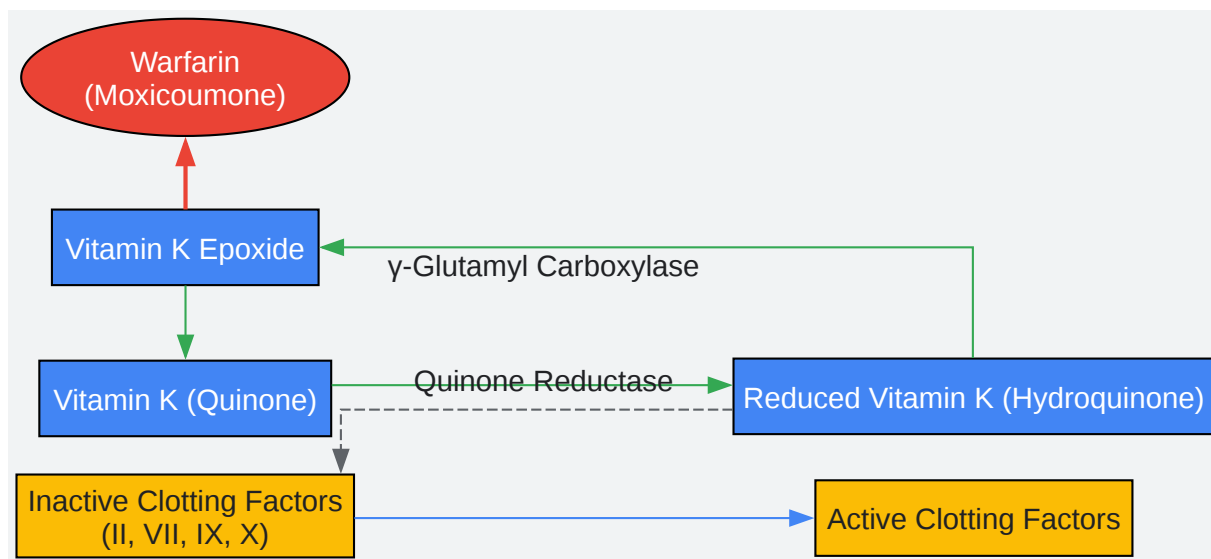 Warfarin
(Moxicoumone)
Vitamin K Epoxide
γ-Glutamyl Carboxylase
Vitamin K (Quinone)
Quinone Reductase
Reduced Vitamin K (Hydroquinone)
Inactive Clotting Factors
(II, VII, IX, X)
Active Clotting Factors